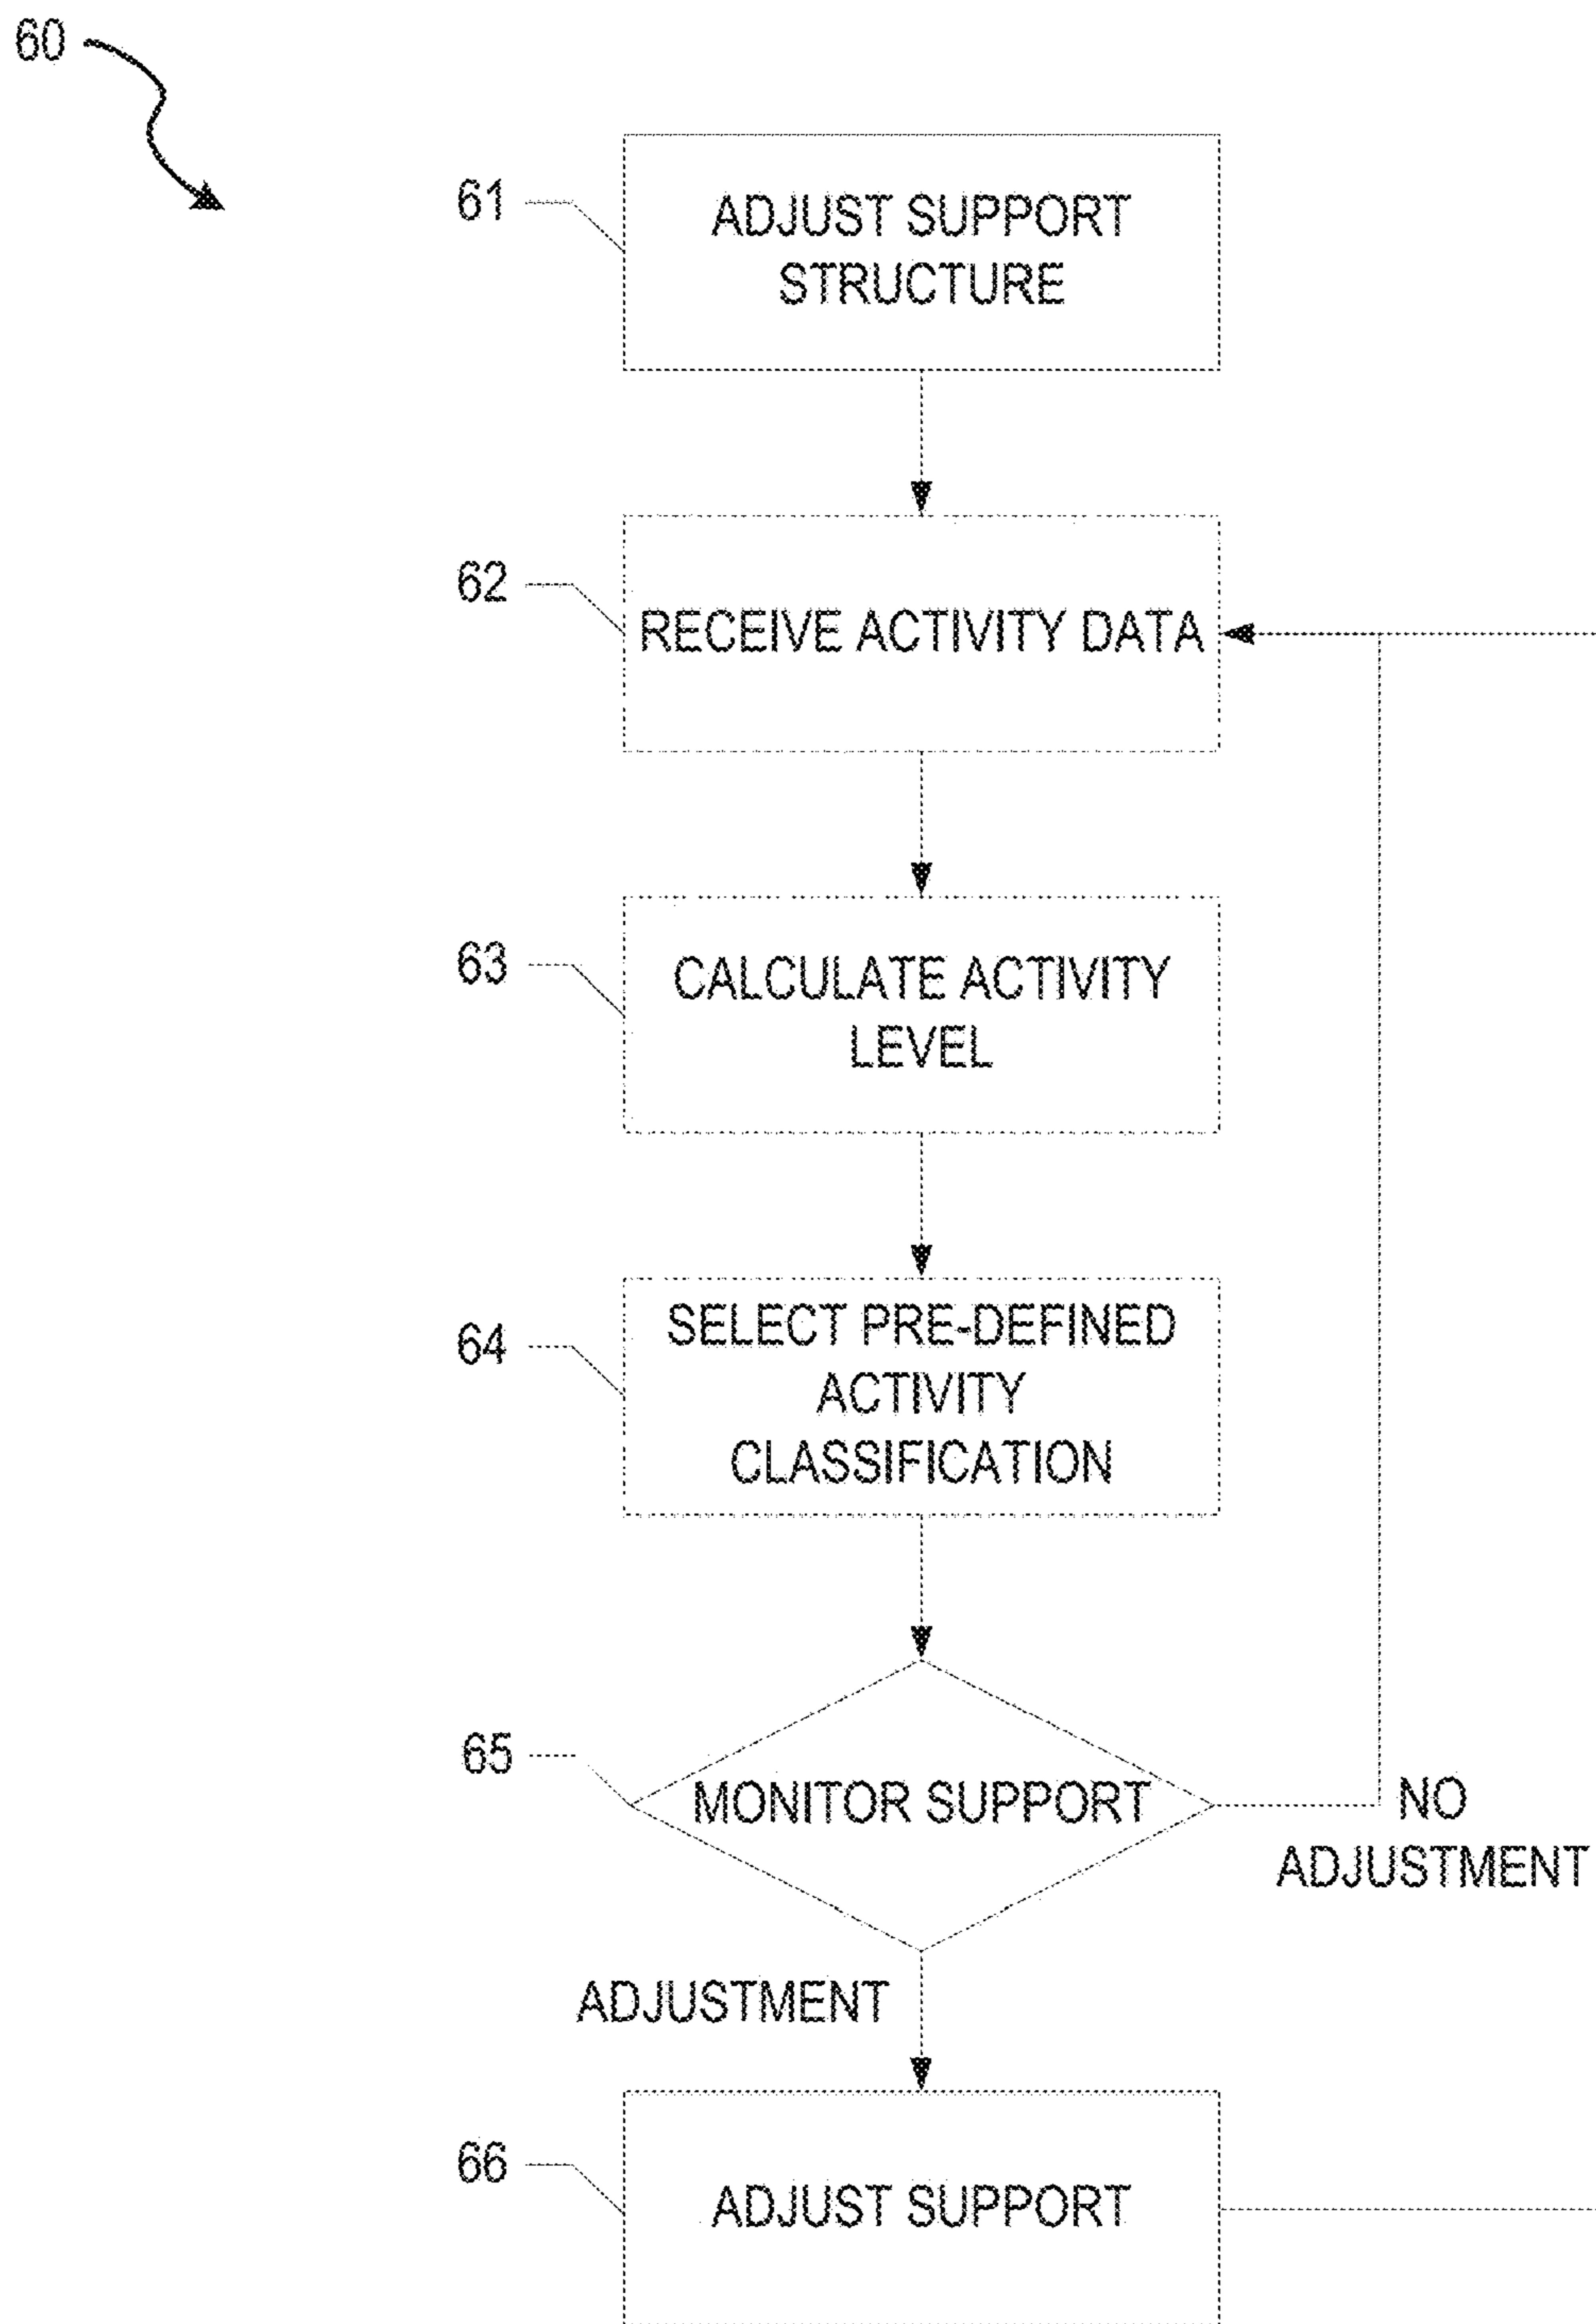 60
61
ADJUST SUPPORT
STRUCTURE
62
RECEIVE ACTIVITY DATA
63
CALCULATE ACTIVITY
LEVEL
64
SELECT PRE-DEFINED
ACTIVITY
CLASSIFICATION
65
MONITOR SUPPORT
NO
ADJUSTMENT
ADJUSTMENT
66
ADJUST SUPPORT